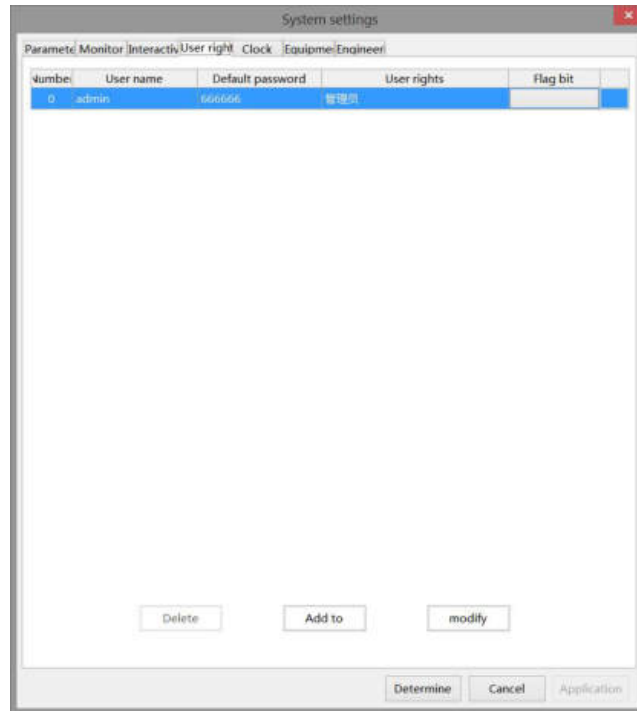 System settings
Paramete Monitor Interactiv User right Clock Equipme Engineer
Number User name Default password User rights Flag bit
0 admin 666666 管理员
Delete Add to modify
Determine Cancel Application